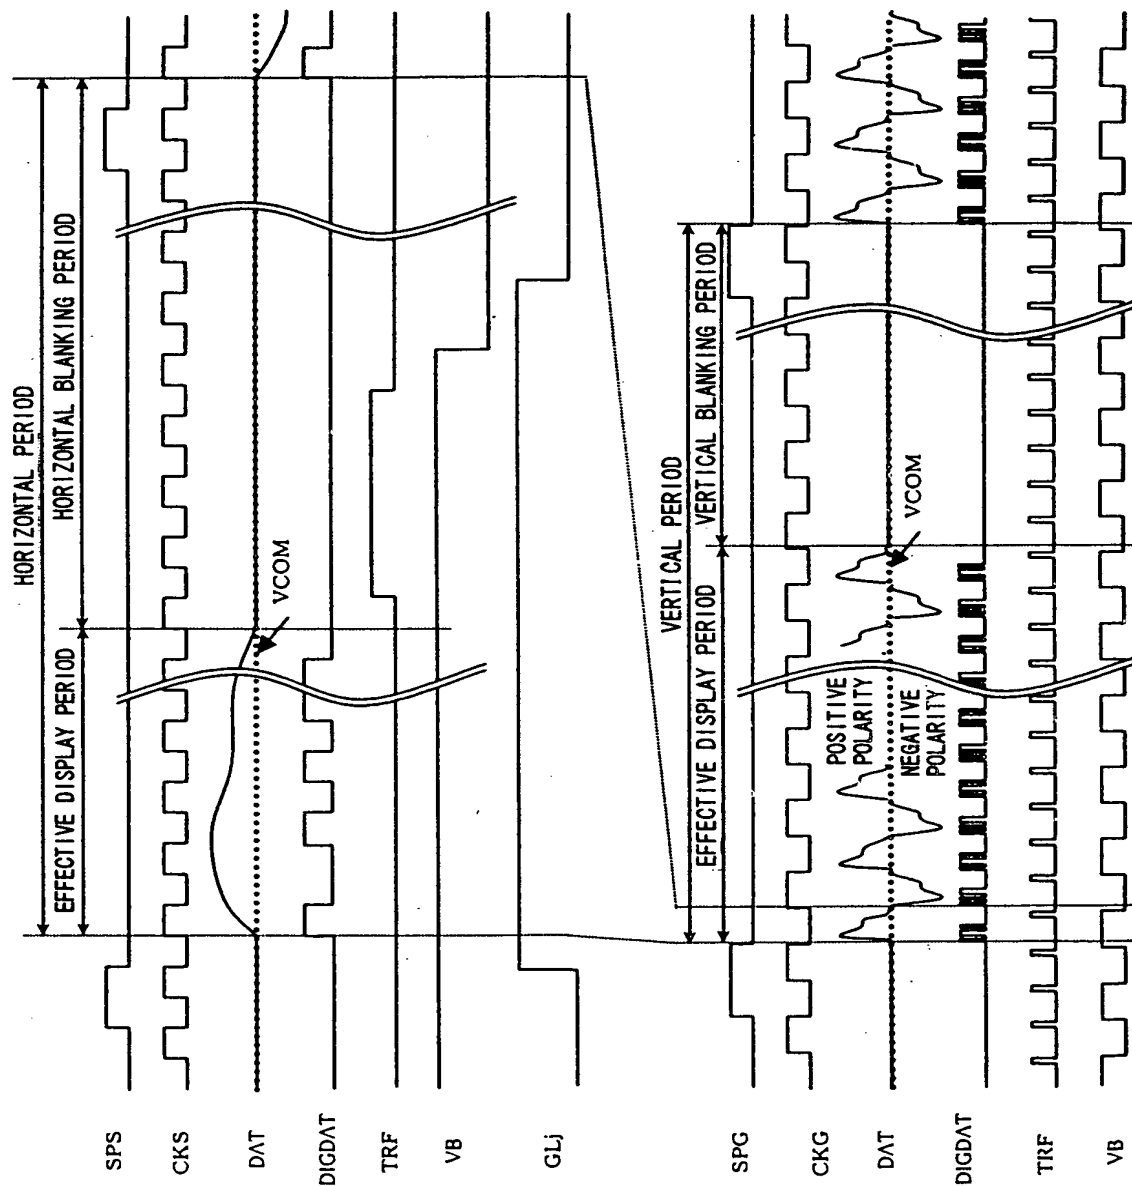 HORIZONTAL PERIOD
EFFECTIVE DISPLAY PERIOD
HORIZONTAL BLANKING PERIOD
SPS
CKS
DAT
VCOM
DIGDAT
TRF
VB
GLj
VERTICAL PERIOD
EFFECTIVE DISPLAY PERIOD
VERTICAL BLANKING PERIOD
SPG
CKG
POSITIVE
POLARITY
DAT
VCOM
NEGATIVE
POLARITY
DIGDAT
TRF
VB